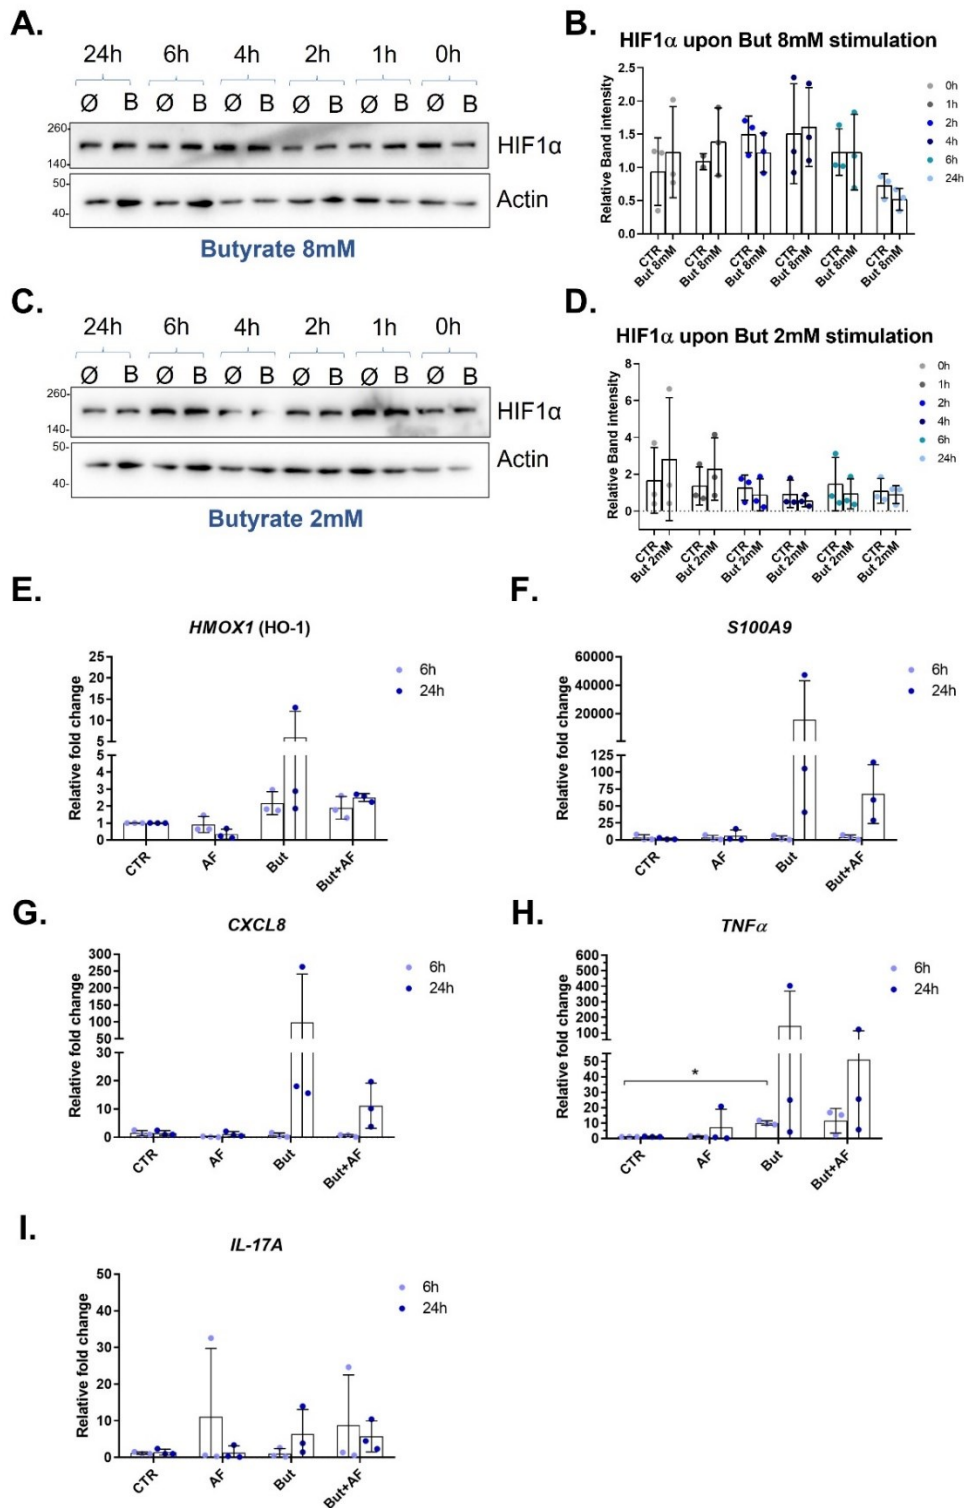 A.
24h 6h 4h 2h 1h 0h
Ø B Ø B Ø B Ø B Ø B Ø B
260
140
HIF1α
50
40
Actin
Butyrate 8mM
B.
HIF1α upon But 8mM stimulation
Relative Band intensity
2.5
2.0
1.5
1.0
0.5
0.0
CTR But 8mM CTR But 8mM CTR But 8mM CTR But 8mM CTR But 8mM CTR But 8mM
0h
1h
2h
4h
6h
24h
C.
24h 6h 4h 2h 1h 0h
Ø B Ø B Ø B Ø B Ø B Ø B
260
140
HIF1α
50
40
Actin
Butyrate 2mM
D.
HIF1α upon But 2mM stimulation
Relative Band intensity
8
6
4
2
0
CTR But 2mM CTR But 2mM CTR But 2mM CTR But 2mM CTR But 2mM CTR But 2mM
0h
1h
2h
4h
6h
24h
E.
HMOX1 (HO-1)
Relative fold change
25
20
15
10
5
4
3
2
1
0
CTR AF But But+AF
6h
24h
F.
S100A9
Relative fold change
60000
40000
20000
125
100
75
50
25
0
CTR AF But But+AF
6h
24h
G.
CXCL8
Relative fold change
300
250
200
150
100
50
30
20
10
0
CTR AF But But+AF
6h
24h
H.
TNFα
Relative fold change
600
500
400
300
200
100
0
50
40
30
20
10
0
*
CTR AF But But+AF
6h
24h
I.
IL-17A
Relative fold change
50
40
30
20
10
0
CTR AF But But+AF
6h
24h